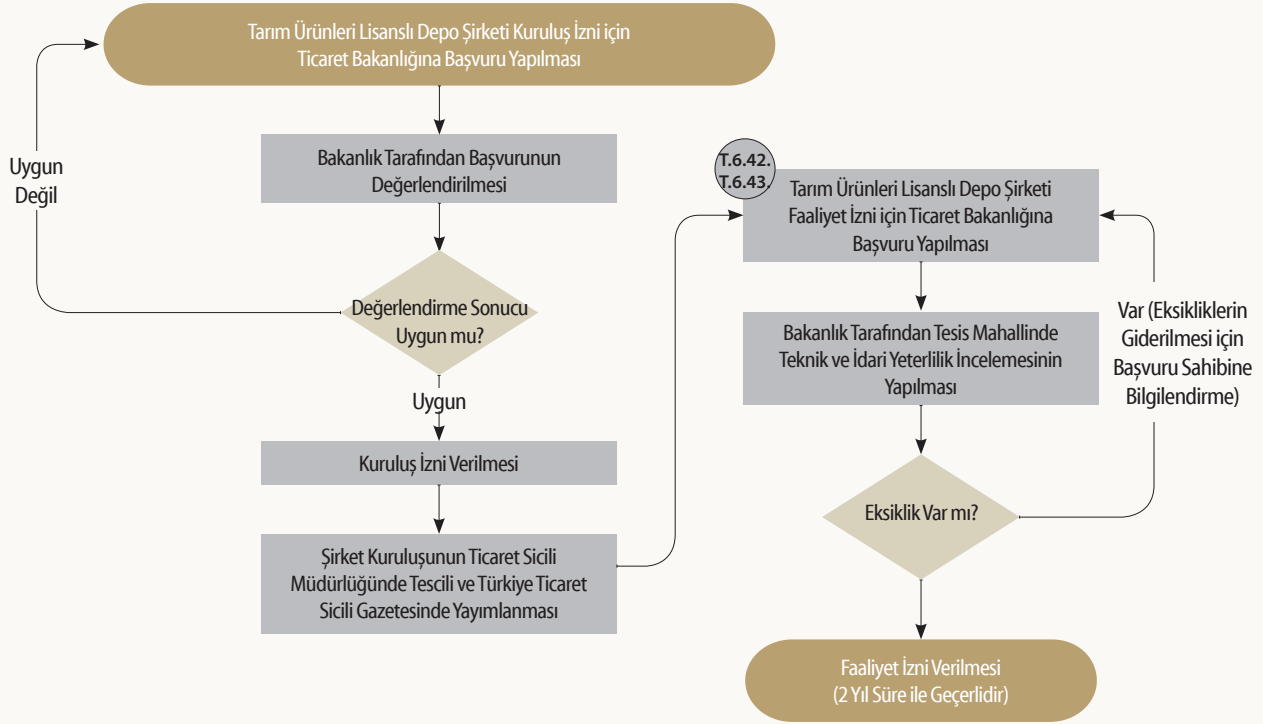 Tarım Ürünleri Lisanslı Depo Şirketi Kuruluş İzni için
Ticaret Bakanlığına Başvuru Yapılması
Uygun
Değil
Bakanlık Tarafından Başvurunun
Değerlendirilmesi
Değerlendirme Sonucu
Uygun mu?
Uygun
Kuruluş İzni Verilmesi
Şirket Kuruluşunun Ticaret Sicili
Müdürlüğünde Tescili ve Türkiye Ticaret
Sicili Gazetesinde Yayımlanması
T.6.42.
T.6.43.
Tarım Ürünleri Lisanslı Depo Şirketi
Faaliyet İzni için Ticaret Bakanlığına
Başvuru Yapılması
Bakanlık Tarafından Tesis Mahallinde
Teknik ve İdari Yeterlilik İncelemesinin
Yapılması
Var (Eksikliklerin
Giderilmesi için
Başvuru Sahibine
Bilgilendirme)
Eksiklik Var mı?
Faaliyet İzni Verilmesi
(2 Yıl Süre ile Geçerlidir)